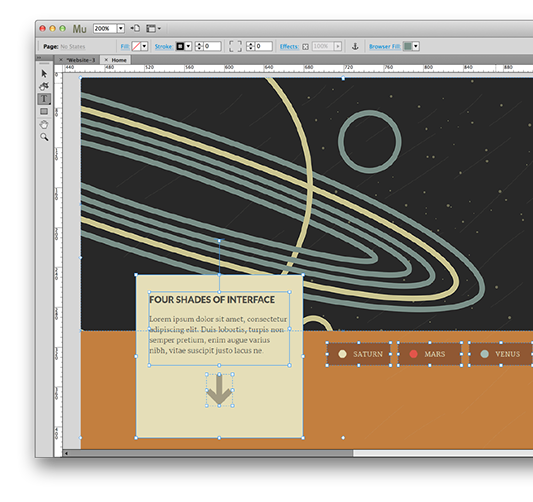 Mu 200%
Page: No States Fill: Stroke: 0 0 Effects: 100% Browser Fill:
*Website-3 Home
440 480 520 560 600 640 680 720 760 800 840 880
FOUR SHADES OF INTERFACE
Lorem ipsum dolor sit amet, consectetur
adipiscing elit. Duis lobortis, turpis non
semper pretium, enim augue varius
nibh, vitae suscipit justo lacus ne.
SATURN MARS VENUS